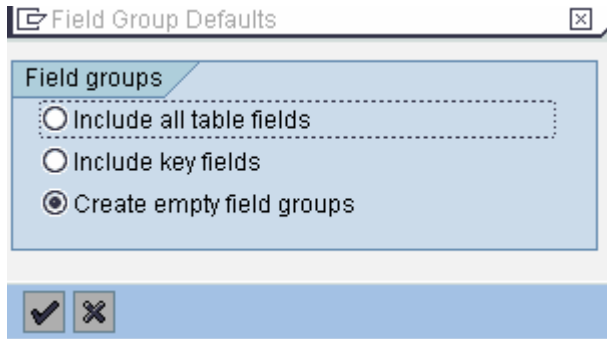 Field Group Defaults
Field groups
Include all table fields
Include key fields
Create empty field groups